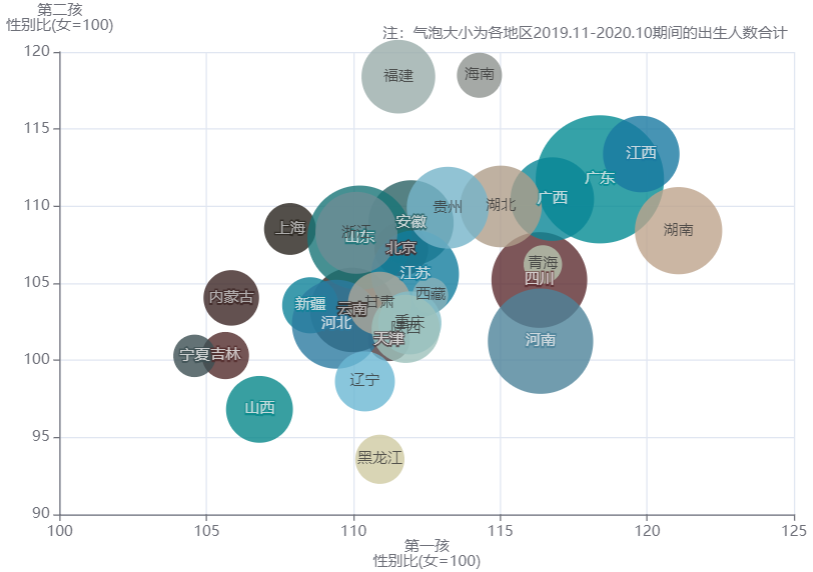 第二孩
性别比(女=100)
注：气泡大小为各地区2019.11-2020.10期间的出生人数合计
120
福建
海南
115
江西
广东
广西
110
贵州
湖北
安徽
上海
浙江
山东
湖南
北京
青海
江苏
四川
105
内蒙古
西藏
新疆
甘肃
云南
河北
重庆
陕西
天津
河南
宁夏
吉林
100
辽宁
山西
95
黑龙江
90
100
105
110
115
120
125
第一孩
性别比(女=100)